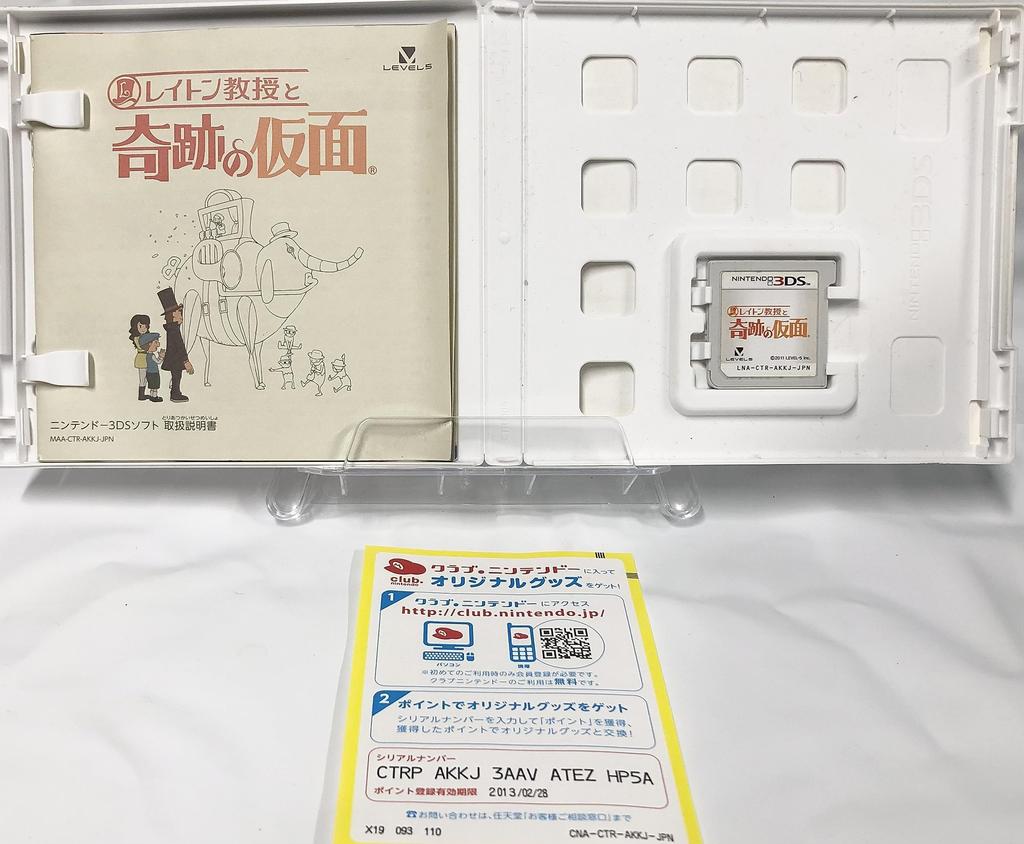 LEVEL5
レイトン教授と
奇跡の仮面®
ニンテンドー3DSソフト 取扱説明書
とりあつかいせつめいしょ
MAA-CTR-AKKJ-JPN
NINTENDO3DS
NINTENDO 3DS™
レイトン教授と
奇跡の仮面
LEVEL5
©2011 LEVEL-5 Inc.
LNA-CTR-AKKJ-JPN
club.
nintendo
クラブ・ニンテンドーに入って
オリジナルグッズをゲット!
1
クラブ・ニンテンドーにアクセス
http://club.nintendo.jp/
パソコン
携帯
※初めてのご利用時のみ会員登録が必要です。
クラブニンテンドーのご利用は無料です。
2 ポイントでオリジナルグッズをゲット
シリアルナンバーを入力して「ポイント」を獲得、
獲得したポイントでオリジナルグッズと交換!
シリアルナンバー
CTRP AKKJ 3AAV ATEZ HP5A
ポイント登録有効期限 2013/02/28
☎お問い合わせは、任天堂「お客様ご相談窓口」まで
X19 093 110
CNA-CTR-AKKJ-JPN